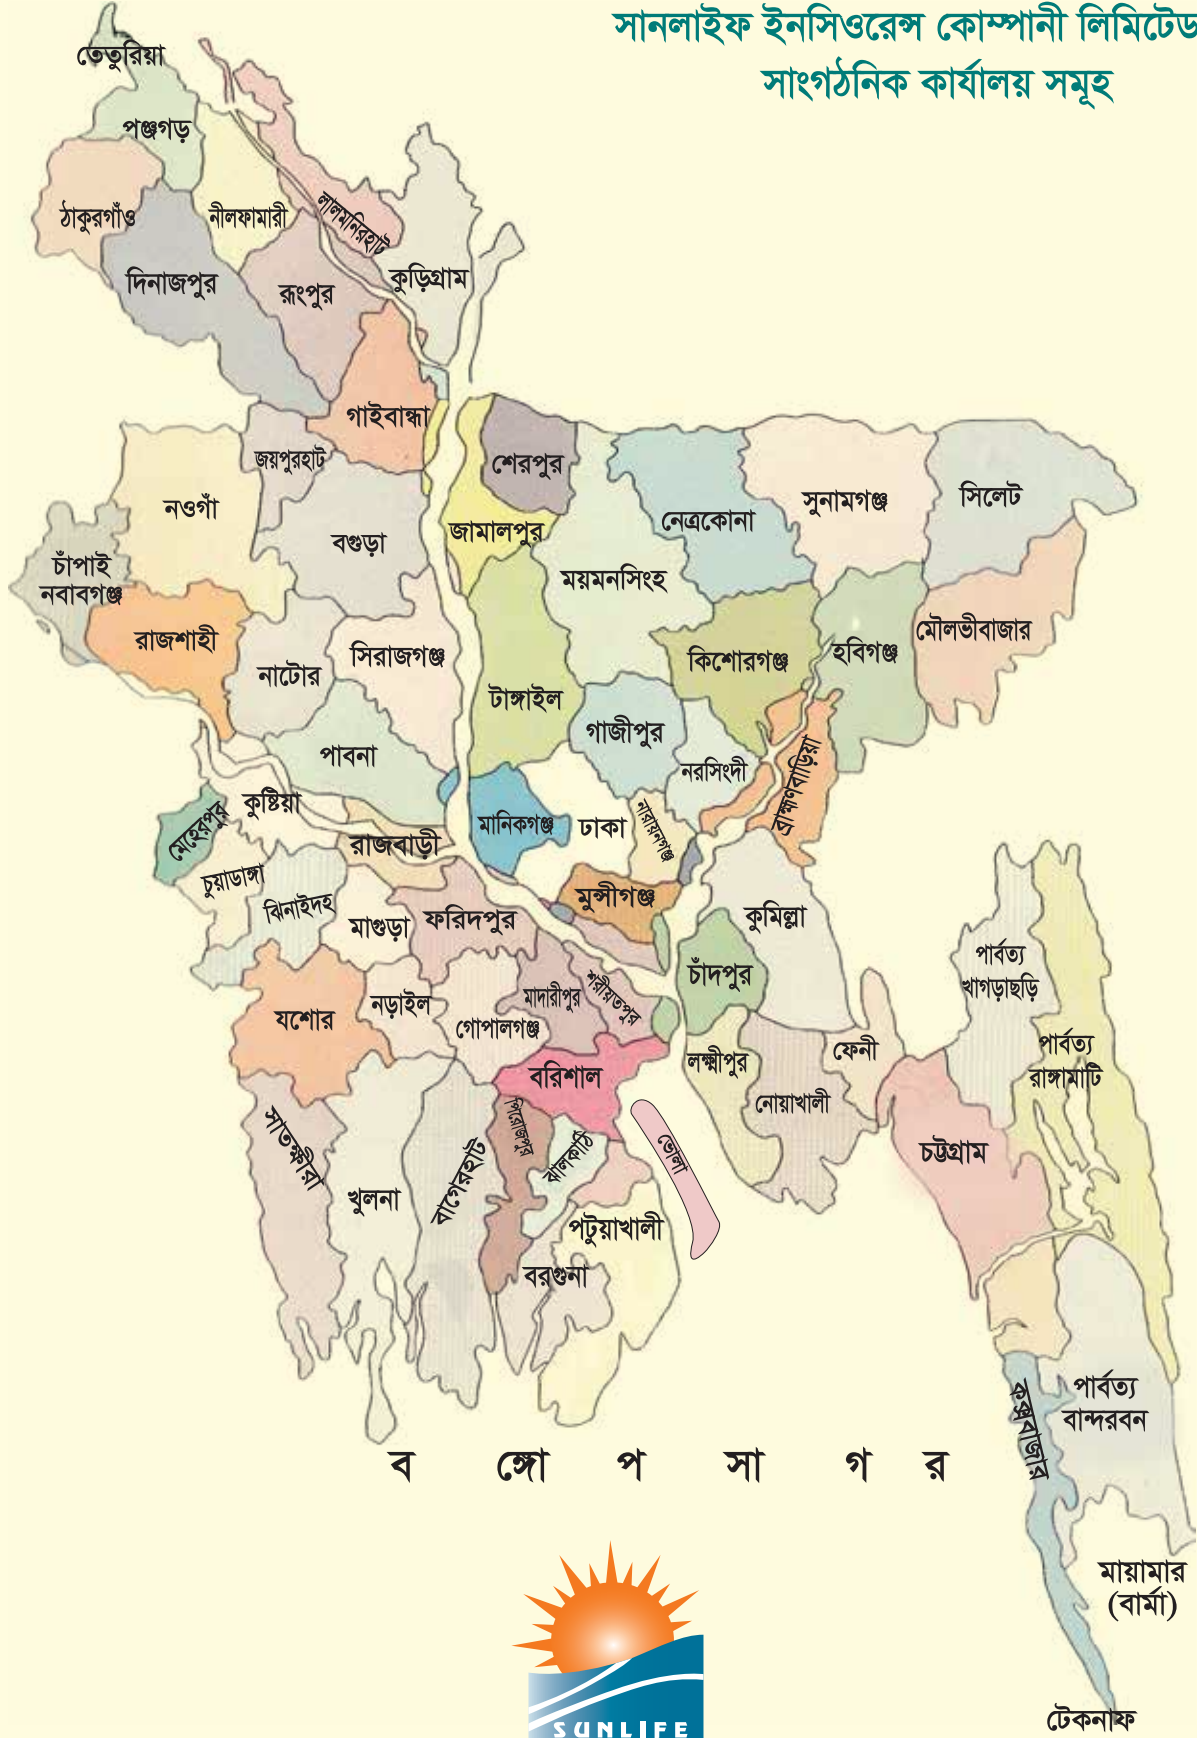 সানলাইফ ইনসিওরেন্স কোম্পানী লিমিটেড
সাংগঠনিক কার্যালয় সমূহ
তেতুরিয়া
পঞ্জগড়
ঠাকুরগাঁও
নীলফামারী
লালমনিরহাট
দিনাজপুর
রূংপুর
কুড়িগ্রাম
গাইবান্ধা
জয়পুরহাট
শেরপুর
নওগাঁ
বগুড়া
জামালপুর
নেত্রকোনা
সুনামগঞ্জ
সিলেট
চাঁপাই
নবাবগঞ্জ
ময়মনসিংহ
রাজশাহী
নাটোর
সিরাজগঞ্জ
কিশোরগঞ্জ
হবিগঞ্জ
মৌলভীবাজার
টাঙ্গাইল
গাজীপুর
পাবনা
নরসিংদী
ব্রাহ্মণবাড়িয়া
মেহেরপুর
কুষ্টিয়া
রাজবাড়ী
মানিকগঞ্জ
ঢাকা
নারায়নগঞ্জ
চুয়াডাঙ্গা
ঝিনাইদহ
মাগুড়া
ফরিদপুর
মুন্সীগঞ্জ
কুমিল্লা
চাঁদপুর
পার্বত্য
খাগড়াছড়ি
যশোর
নড়াইল
গোপালগঞ্জ
মাদারীপুর
শরীয়তপুর
লক্ষ্মীপুর
ফেনী
পার্বত্য
রাঙ্গামাটি
বরিশাল
নোয়াখালী
সাতক্ষীরা
খুলনা
বাগেরহাট
পিরোজপুর
ঝালকাঠি
ভোলা
চট্টগ্রাম
পটুয়াখালী
বরগুনা
কক্সবাজার
পার্বত্য
বান্দরবন
ব ঙ্গো প সা গ র
মায়ামার
(বার্মা)
টেকনাফ
SUNLIFE